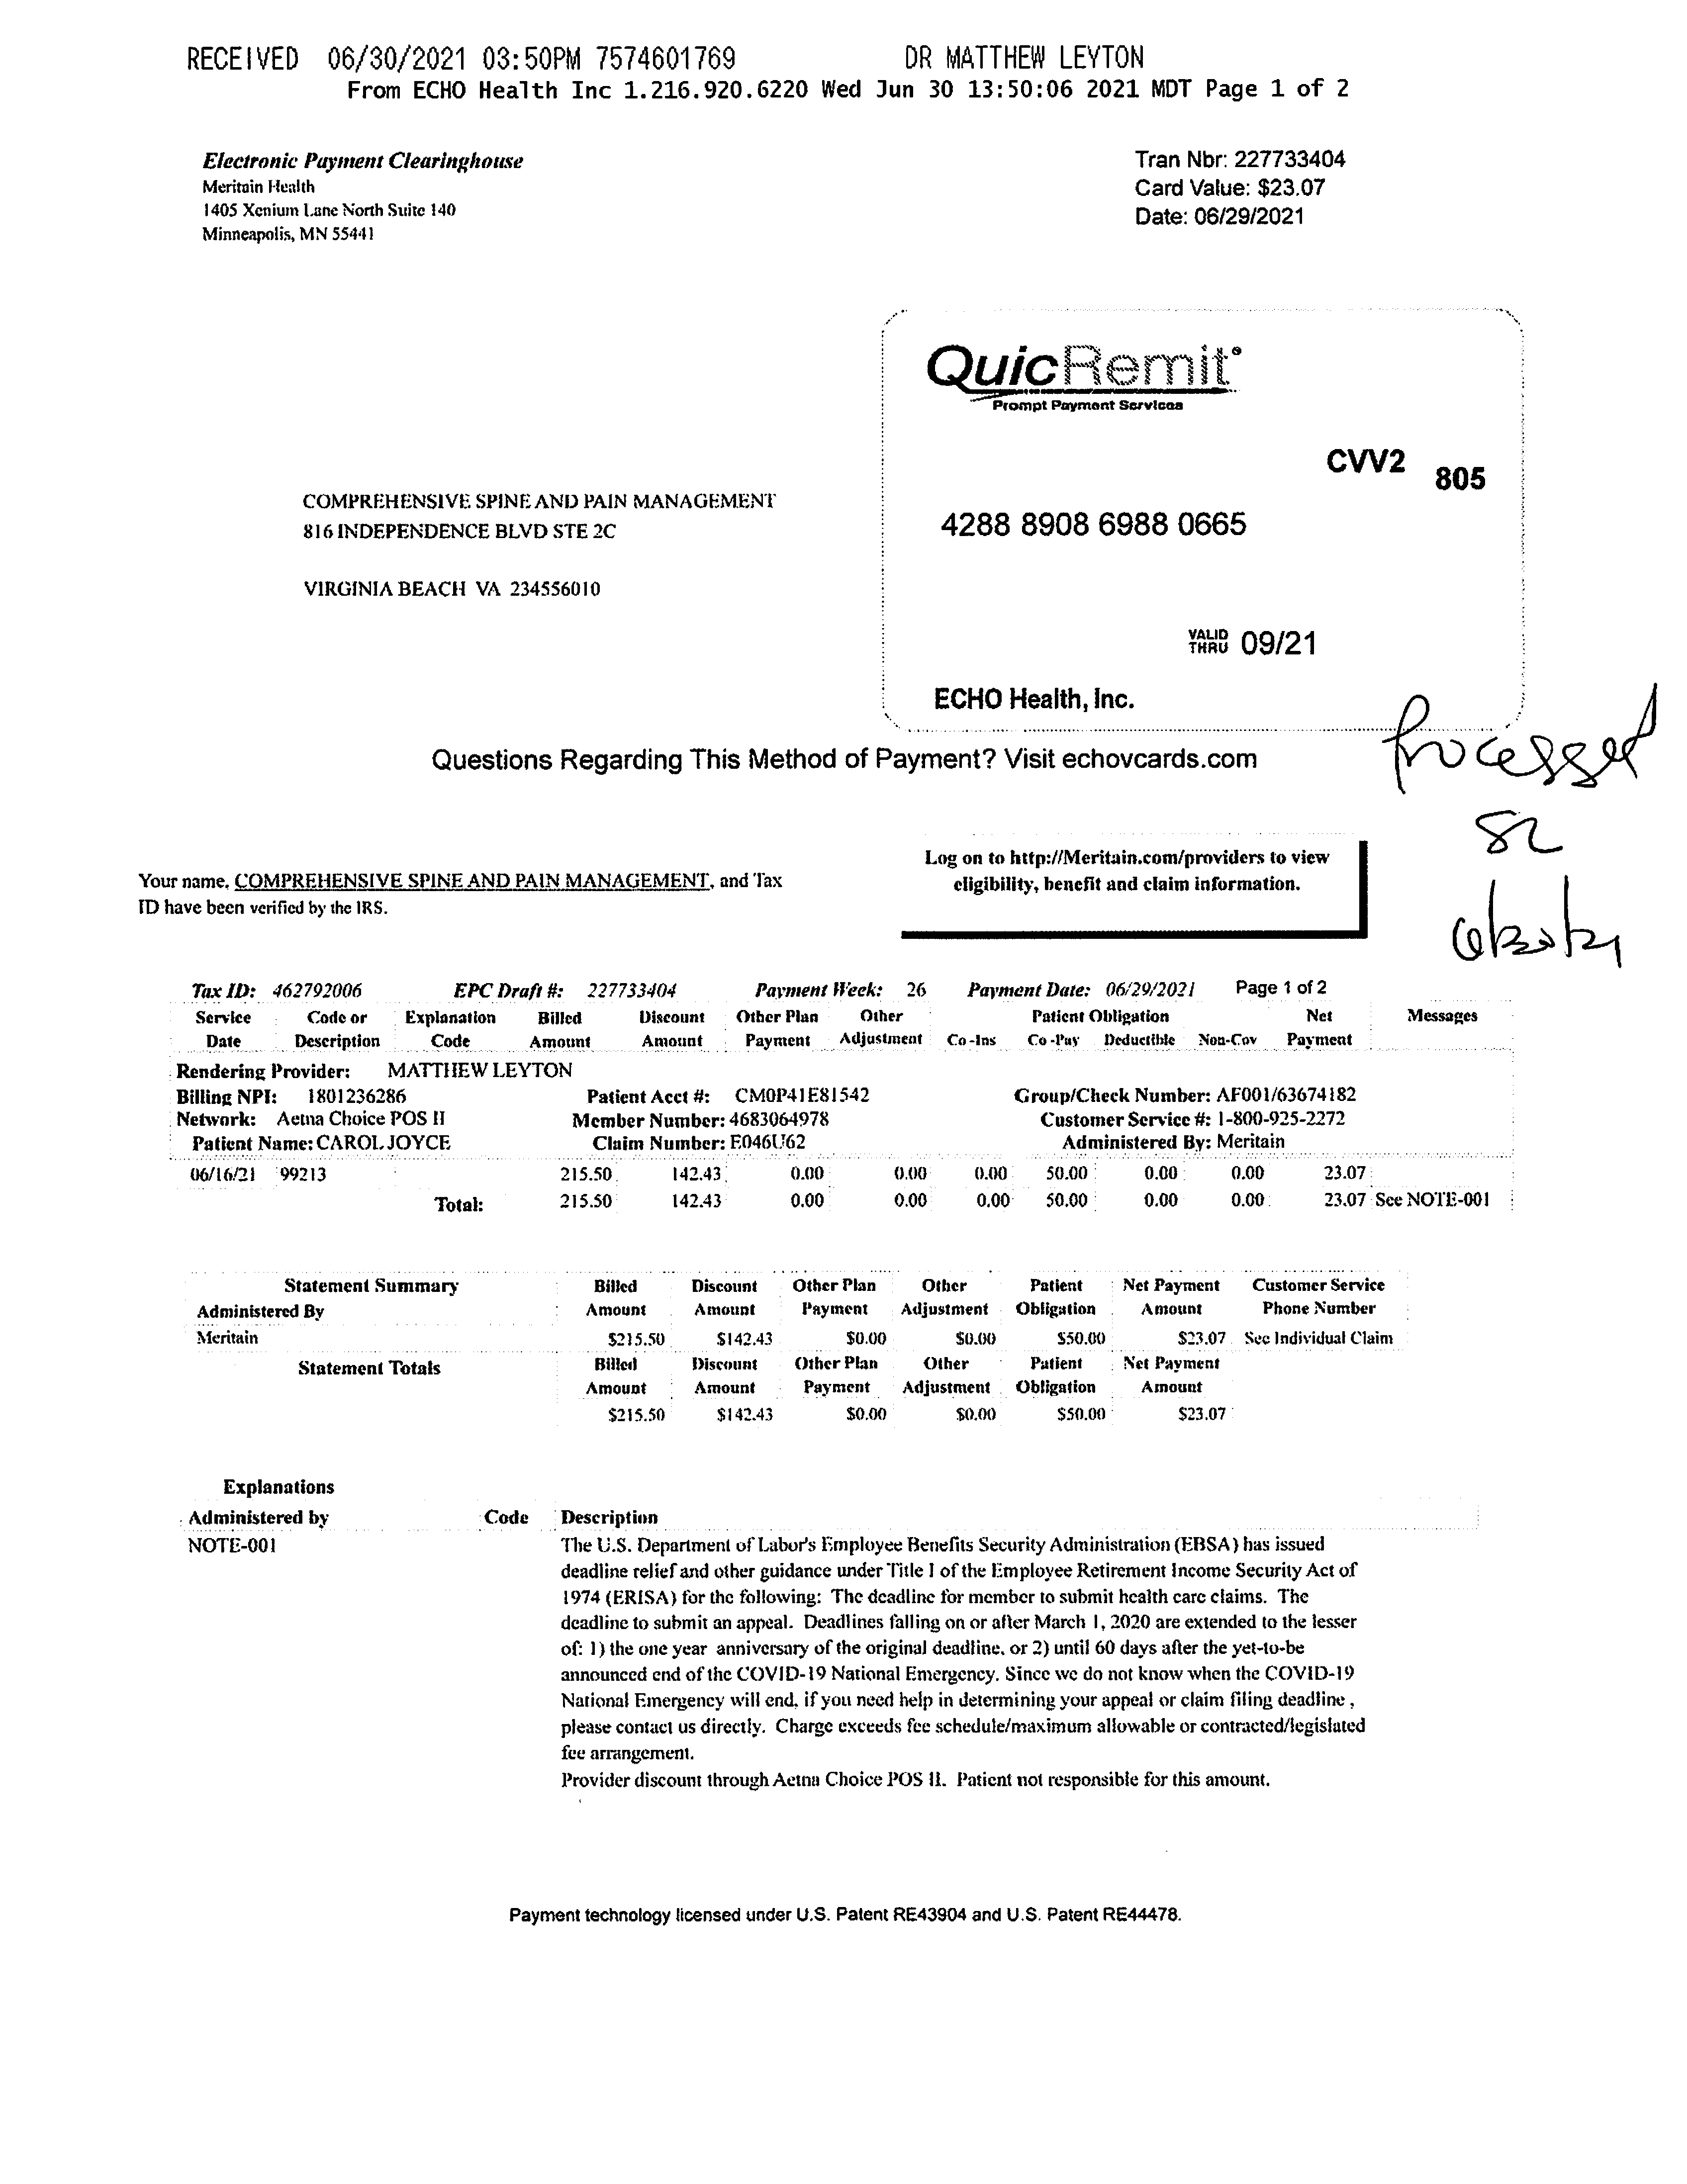 RECEIVED 06/30/2021 03:50PM 7574601769 DR MATTHEW LEYTON
From ECHO Health Inc 1.216.920.6220 Wed Jun 30 13:50:06 2021 MDT Page 1 of 2
Electronic Payment Clearinghouse
Meritain Health
1405 Xenium Lane North Suite 140
Minneapolis, MN 55441
Tran Nbr: 227733404
Card Value: $23.07
Date: 06/29/2021
QuicRemit
Prompt Payment Services
CVV2 805
4288 8908 6988 0665
VALID THRU 09/21
ECHO Health, Inc.
COMPREHENSIVE SPINE AND PAIN MANAGEMENT
816 INDEPENDENCE BLVD STE 2C
VIRGINIA BEACH VA 234556010
Questions Regarding This Method of Payment? Visit echovcards.com
Processed
Your name, COMPREHENSIVE SPINE AND PAIN MANAGEMENT, and Tax
ID have been verified by the IRS.
Log on to http://Meritain.com/providers to view
eligibility, benefit and claim information.
Tax ID: 462792006 EPC Draft #: 227733404 Payment Week: 26 Payment Date: 06/29/2021 Page 1 of 2
Service Code or Explanation Billed Discount Other Plan Other Patient Obligation Net Messages
Date Description Code Amount Amount Payment Adjustment Co-Ins Co-Pay Deductible Non-Cov Payment
Rendering Provider: MATTHEW LEYTON
Billing NPI: 1801236286 Patient Acct #: CM0P41E81542 Group/Check Number: AF001/63674182
Network: Aetna Choice POS II Member Number: 4683064978 Customer Service #: 1-800-925-2272
Patient Name: CAROL JOYCE Claim Number: E046U62 Administered By: Meritain
06/16/21 99213 215.50 142.43 0.00 0.00 0.00 50.00 0.00 0.00 23.07
Total: 215.50 142.43 0.00 0.00 0.00 50.00 0.00 0.00 23.07 See NOTE-001
Statement Summary Billed Discount Other Plan Other Patient Net Payment Customer Service
Administered By Amount Amount Payment Adjustment Obligation Amount Phone Number
Meritain $215.50 $142.43 $0.00 $0.00 $50.00 $23.07 See Individual Claim
Statement Totals Billed Discount Other Plan Other Patient Net Payment
Amount Amount Payment Adjustment Obligation Amount
$215.50 $142.43 $0.00 $0.00 $50.00 $23.07
Explanations
Administered by Code Description
NOTE-001 The U.S. Department of Labor's Employee Benefits Security Administration (EBSA) has issued
deadline relief and other guidance under Title I of the Employee Retirement Income Security Act of
1974 (ERISA) for the following: The deadline for member to submit health care claims. The
deadline to submit an appeal. Deadlines falling on or after March 1, 2020 are extended to the lesser
of: 1) the one year anniversary of the original deadline, or 2) until 60 days after the yet-to-be
announced end of the COVID-19 National Emergency. Since we do not know when the COVID-19
National Emergency will end, if you need help in determining your appeal or claim filing deadline ,
please contact us directly. Charge exceeds fee schedule/maximum allowable or contracted/legislated
fee arrangement.
Provider discount through Aetna Choice POS II. Patient not responsible for this amount.
Payment technology licensed under U.S. Patent RE43904 and U.S. Patent RE44478.